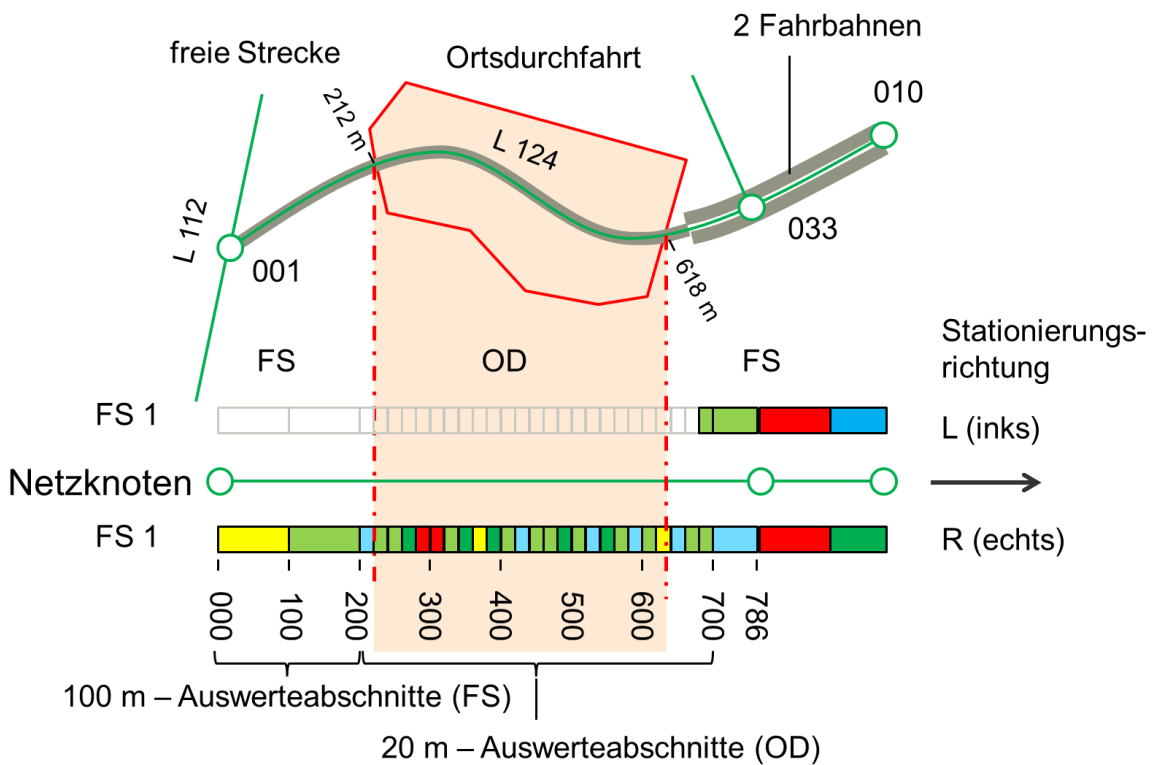 2 Fahrbahnen
freie Strecke
Ortsdurchfahrt
010
212 m
L 124
L 112
033
001
618 m
Stationierungs-
richtung
FS
OD
FS
FS 1
L (inks)
Netzknoten
FS 1
R (echts)
000
100
200
300
400
500
600
700
786
100 m – Auswerteabschnitte (FS)
20 m – Auswerteabschnitte (OD)